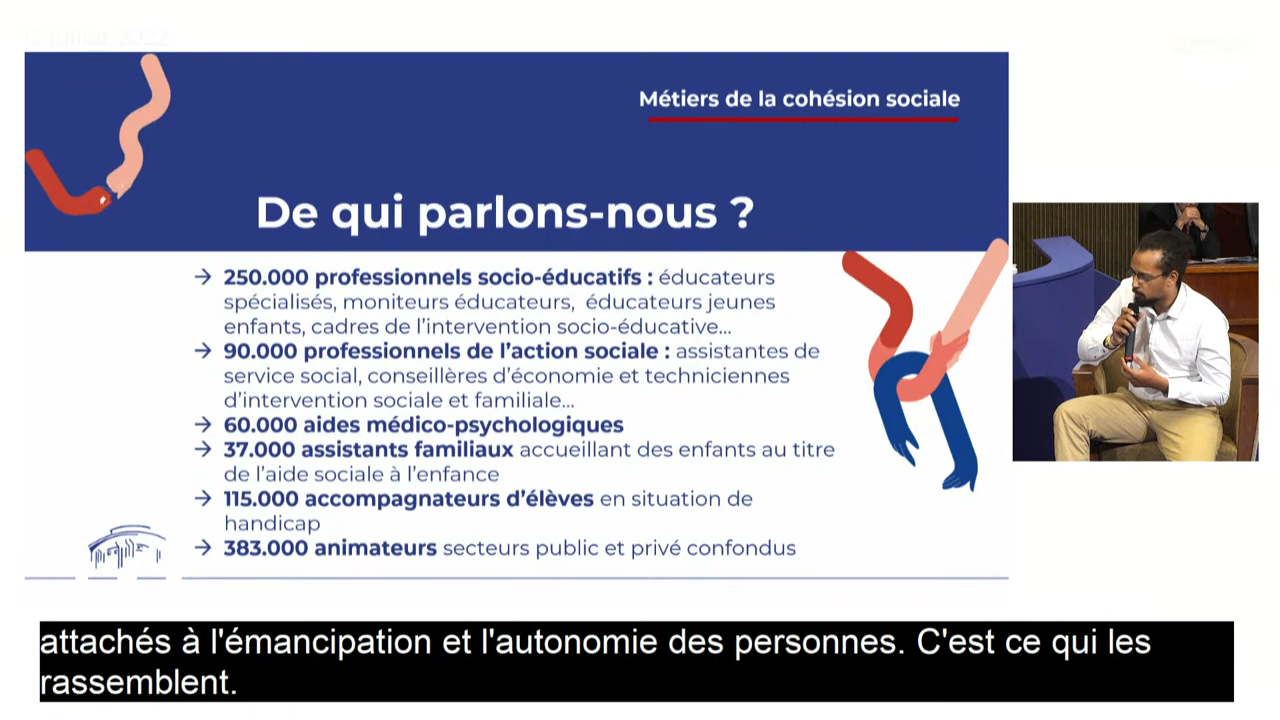 Métiers de la cohésion sociale
De qui parlons-nous ?
→ 250.000 professionnels socio-éducatifs : éducateurs
spécialisés, moniteurs éducateurs, éducateurs jeunes
enfants, cadres de l'intervention socio-éducative...
→ 90.000 professionnels de l'action sociale : assistantes de
service social, conseillères d'économie et techniciennes
d'intervention sociale et familiale...
→ 60.000 aides médico-psychologiques
→ 37.000 assistants familiaux accueillant des enfants au titre
de l'aide sociale à l'enfance
→ 115.000 accompagnateurs d'élèves en situation de
handicap
→ 383.000 animateurs secteurs public et privé confondus
attachés à l'émancipation et l'autonomie des personnes. C'est ce qui les
rassemblent.